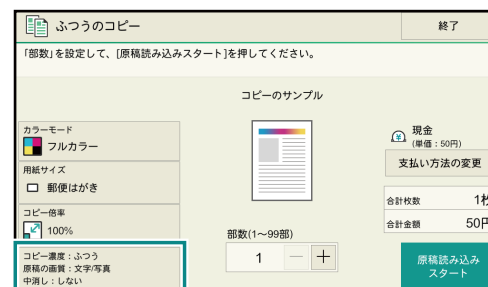 ふつうのコピー
終了
「部数」を設定して、[原稿読み込みスタート]を押してください。
コピーのサンプル
カラーモード
フルカラー
用紙サイズ
郵便はがき
コピー倍率
100%
コピー濃度：ふつう
原稿の画質：文字/写真
中消し：しない
部数(1～99部)
1
現金
(単価：50円)
支払い方法の変更
合計枚数 1枚
合計金額 50円
原稿読み込み
スタート